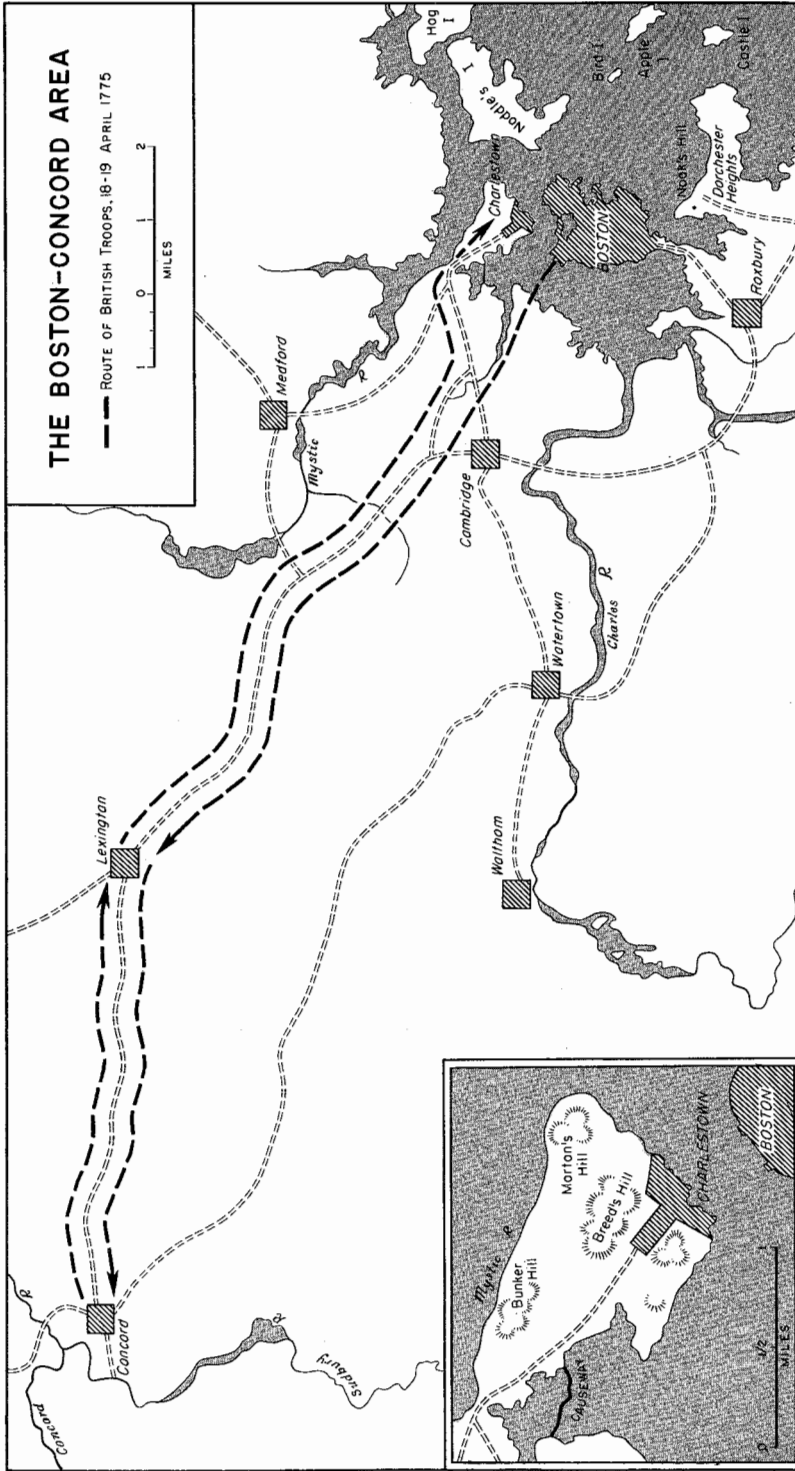 THE BOSTON-CONCORD AREA
ROUTE OF BRITISH TROOPS, 18-19 APRIL 1775
1 0 1 2
MILES
Concord R
Concord
Sudbury R
Lexington
Medford
Mystic R
Cambridge
Watertown
Waltham
Charles R.
Charlestown
BOSTON
Roxbury
Hog
I
Noddle's I
Bird I
Apple
I
Castle I
Nook's Hill
Dorchester
Heights
Mystic R
Bunker
Hill
Morton's
Hill
Breed's Hill
CHARLESTOWN
BOSTON
CAUSEWAY
0 1/2 1
MILES